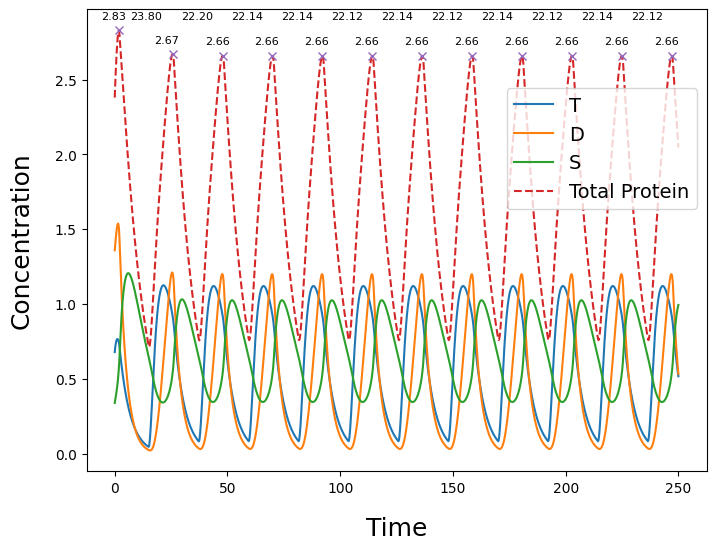 2.83 23.80 22.20 22.14 22.14 22.12 22.14 22.12 22.14 22.12 22.14 22.12
2.67 2.66 2.66 2.66 2.66 2.66 2.66 2.66 2.66 2.66 2.66
2.5
2.0
1.5
1.0
0.5
0.0
Concentration
T
D
S
Total Protein
0 50 100 150 200 250
Time